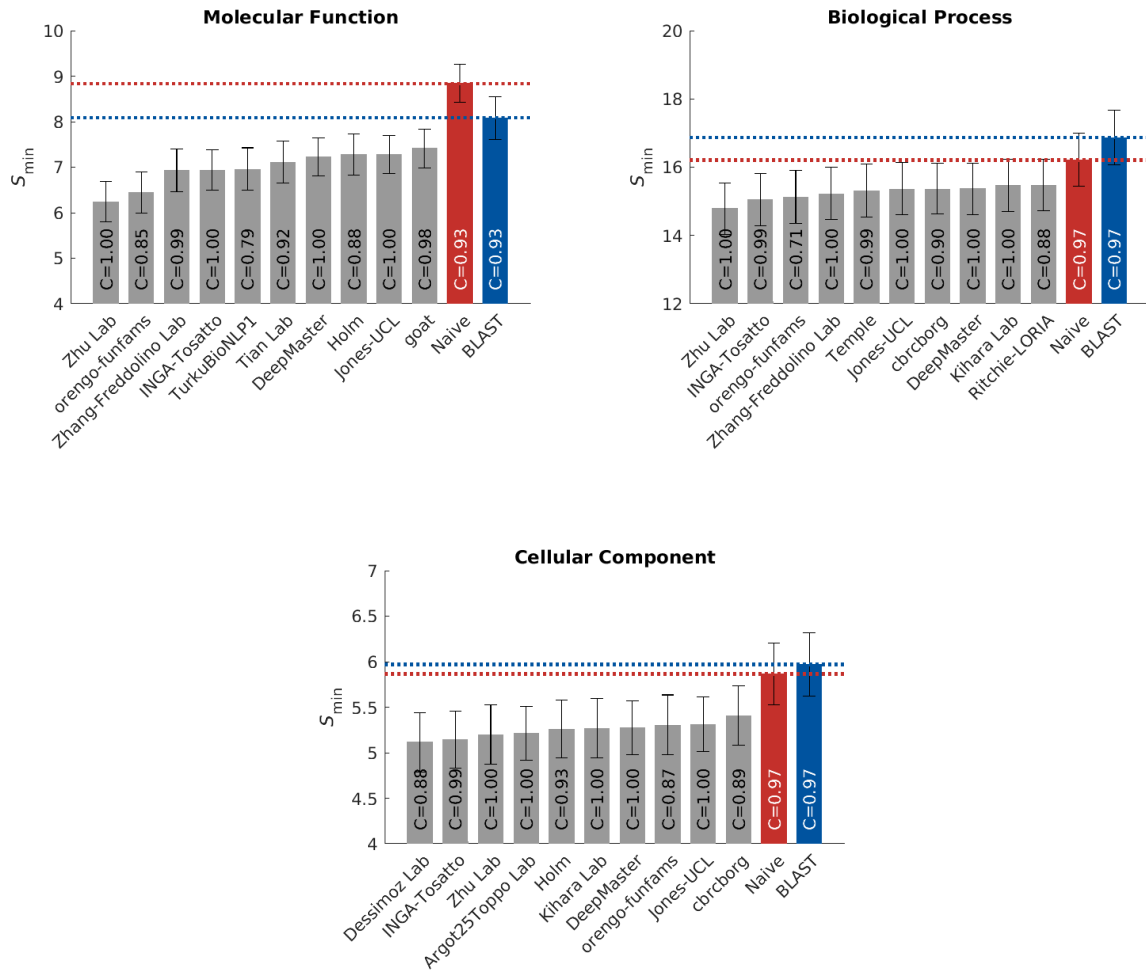 Molecular Function
10
9
8
7
6
5
4
Smin
C=1.00
C=0.85
C=0.99
C=1.00
C=0.79
C=0.92
C=1.00
C=0.88
C=1.00
C=0.98
C=0.93
C=0.93
Zhu Lab
orengo-funfams
Zhang-Freddolino Lab
INGA-Tosatto
TurkuBioNLP1
Tian Lab
DeepMaster
Holm
Jones-UCL
goat
Naive
BLAST
Biological Process
20
18
16
14
12
Smin
C=1.00
C=0.99
C=0.71
C=1.00
C=0.99
C=1.00
C=0.90
C=1.00
C=1.00
C=0.88
C=0.97
C=0.97
Zhu Lab
INGA-Tosatto
orengo-funfams
Zhang-Freddolino Lab
Temple
Jones-UCL
cbrcborg
DeepMaster
Kihara Lab
Ritchie-LORIA
Naive
BLAST
Cellular Component
7
6.5
6
5.5
5
4.5
4
Smin
C=0.88
C=0.99
C=1.00
C=1.00
C=0.93
C=1.00
C=1.00
C=0.87
C=1.00
C=0.89
C=0.97
C=0.97
Dessimoz Lab
INGA-Tosatto
Zhu Lab
Argot25Toppo Lab
Holm
Kihara Lab
DeepMaster
orengo-funfams
Jones-UCL
cbrcborg
Naive
BLAST